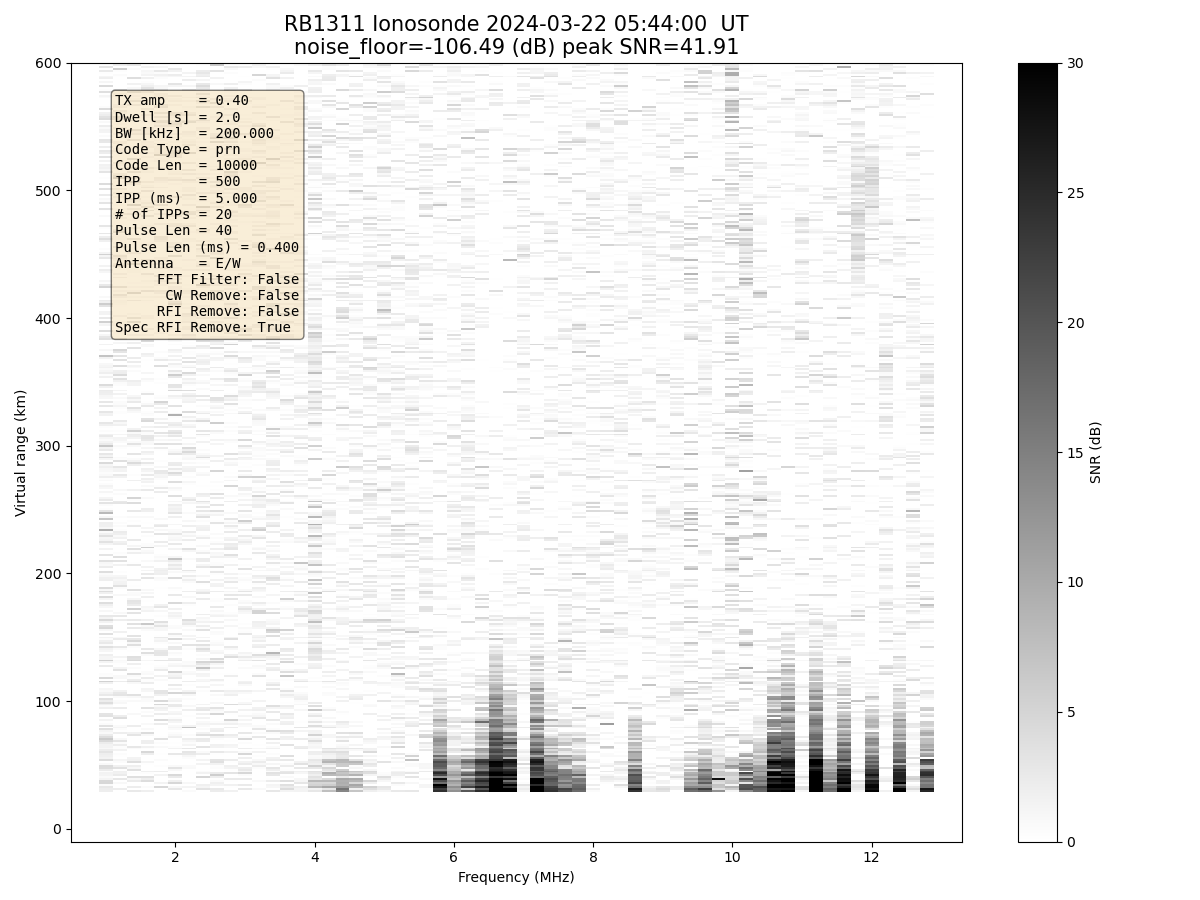 RB1311 Ionosonde 2024-03-22 05:44:00  UT
noise_floor=-106.49 (dB) peak SNR=41.91
TX amp    = 0.40
Dwell [s] = 2.0
BW [kHz]  = 200.000
Code Type = prn
Code Len  = 10000
IPP       = 500
IPP (ms)  = 5.000
# of IPPs = 20
Pulse Len = 40
Pulse Len (ms) = 0.400
Antenna   = E/W
FFT Filter: False
CW Remove: False
RFI Remove: False
Spec RFI Remove: True
Virtual range (km)
600
500
400
300
200
100
0
2 4 6 8 10 12
Frequency (MHz)
30
25
20
15
10
5
0
SNR (dB)